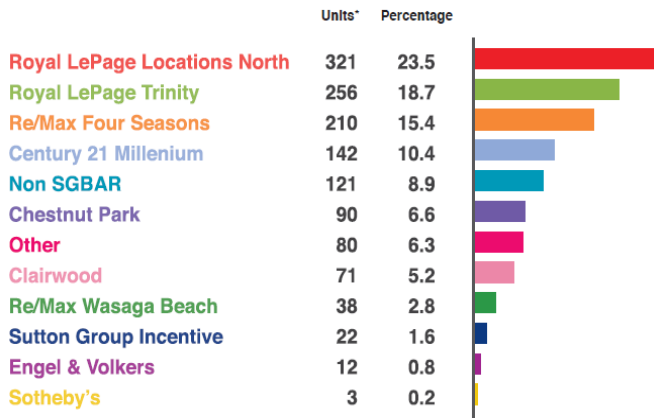 Units* Percentage
Royal LePage Locations North 321 23.5
Royal LePage Trinity 256 18.7
Re/Max Four Seasons 210 15.4
Century 21 Millenium 142 10.4
Non SGBAR 121 8.9
Chestnut Park 90 6.6
Other 80 6.3
Clairwood 71 5.2
Re/Max Wasaga Beach 38 2.8
Sutton Group Incentive 22 1.6
Engel & Volkers 12 0.8
Sotheby's 3 0.2